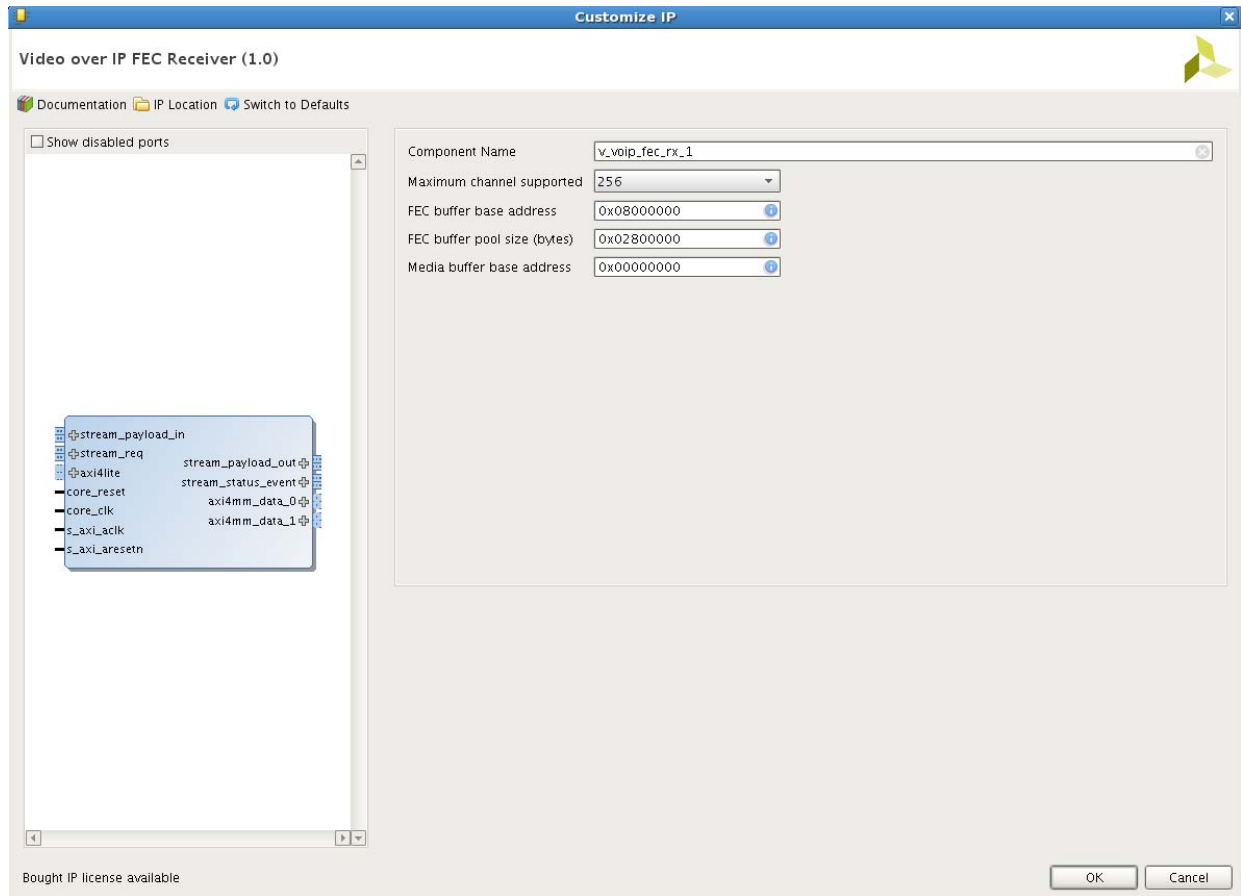 Customize IP
Video over IP FEC Receiver (1.0)
Documentation IP Location Switch to Defaults
Show disabled ports
stream_payload_in
stream_req
axi4lite
core_reset
core_clk
s_axi_aclk
s_axi_aresetn
stream_payload_out
stream_status_event
axi4mm_data_0
axi4mm_data_1
Component Name v_voip_fec_rx_1
Maximum channel supported 256
FEC buffer base address 0x08000000
FEC buffer pool size (bytes) 0x02800000
Media buffer base address 0x00000000
Bought IP license available
OK Cancel